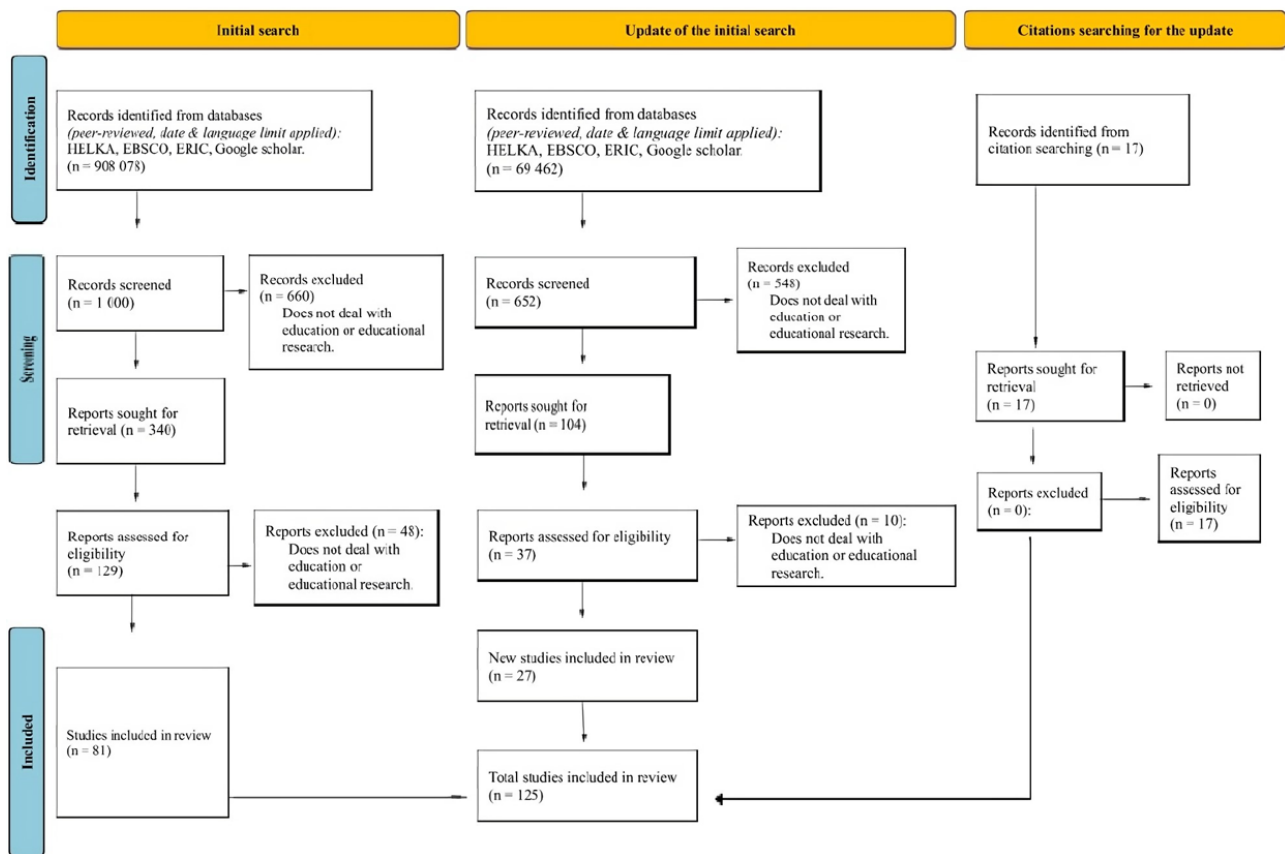 Initial search
Update of the initial search
Citations searching for the update
Identification
Records identified from databases
(peer-reviewed, date & language limit applied):
HELKA, EBSCO, ERIC, Google scholar.
(n = 908 078)
Records identified from databases
(peer-reviewed, date & language limit applied):
HELKA, EBSCO, ERIC, Google scholar.
(n = 69 462)
Records identified from
citation searching (n = 17)
Screening
Records screened
(n = 1 000)
Records excluded
(n = 660)
Does not deal with
education or educational
research.
Records screened
(n = 652)
Records excluded
(n = 548)
Does not deal with
education or
educational research.
Reports sought for
retrieval (n = 340)
Reports sought for
retrieval (n = 104)
Reports sought for
retrieval
(n = 17)
Reports not
retrieved
(n = 0)
Reports assessed for
eligibility
(n = 129)
Reports excluded (n = 48):
Does not deal with
education or
educational research.
Reports assessed for eligibility
(n = 37)
Reports excluded (n = 10):
Does not deal with
education or educational
research.
Reports excluded
(n = 0):
Reports
assessed for
eligibility
(n = 17)
Included
Studies included in review
(n = 81)
New studies included in review
(n = 27)
Total studies included in review
(n = 125)